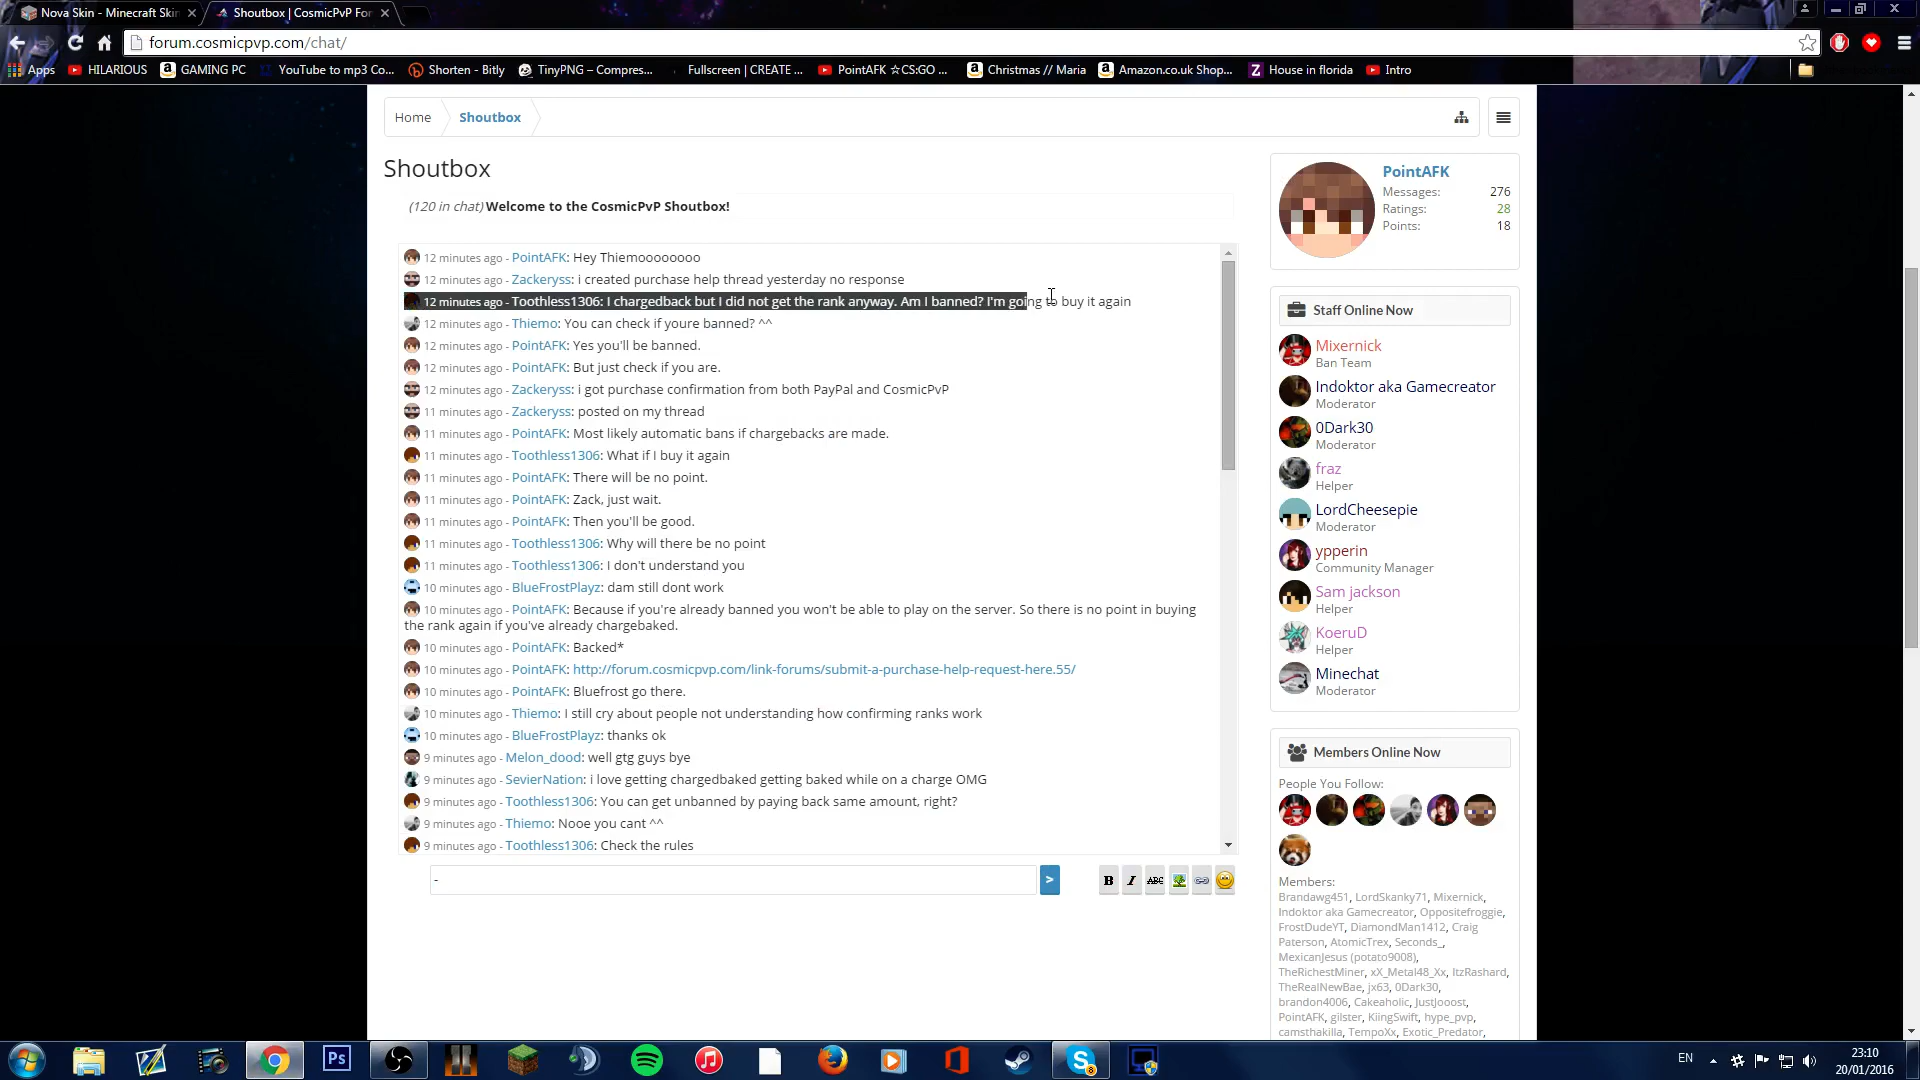 Nova Skin - Minecraft Skin
Shoutbox | CosmicPvP For
forum.cosmicpvp.com/chat/
Apps
HILARIOUS
GAMING PC
YouTube to mp3 Co...
Shorten - Bitly
TinyPNG – Compres...
Fullscreen | CREATE ...
PointAFK ☆CS:GO ...
Christmas // Maria
Amazon.co.uk Shop...
House in florida
Intro
Home
Shoutbox
Shoutbox
(120 in chat) Welcome to the CosmicPvP Shoutbox!
12 minutes ago - PointAFK: Hey Thiemoooooooo
12 minutes ago - Zackeryss: i created purchase help thread yesterday no response
12 minutes ago - Toothless1306: I chargedback but I did not get the rank anyway. Am I banned? I'm going to buy it again
12 minutes ago - Thiemo: You can check if youre banned? ^^
12 minutes ago - PointAFK: Yes you'll be banned.
12 minutes ago - PointAFK: But just check if you are.
12 minutes ago - Zackeryss: i got purchase confirmation from both PayPal and CosmicPvP
11 minutes ago - Zackeryss: posted on my thread
11 minutes ago - PointAFK: Most likely automatic bans if chargebacks are made.
11 minutes ago - Toothless1306: What if I buy it again
11 minutes ago - PointAFK: There will be no point.
11 minutes ago - PointAFK: Zack, just wait.
11 minutes ago - PointAFK: Then you'll be good.
11 minutes ago - Toothless1306: Why will there be no point
11 minutes ago - Toothless1306: I don't understand you
10 minutes ago - BlueFrostPlayz: dam still dont work
10 minutes ago - PointAFK: Because if you're already banned you won't be able to play on the server. So there is no point in buying
the rank again if you've already chargebaked.
10 minutes ago - PointAFK: Backed*
10 minutes ago - PointAFK: http://forum.cosmicpvp.com/link-forums/submit-a-purchase-help-request-here.55/
10 minutes ago - PointAFK: Bluefrost go there.
10 minutes ago - Thiemo: I still cry about people not understanding how confirming ranks work
10 minutes ago - BlueFrostPlayz: thanks ok
9 minutes ago - Melon_dood: well gtg guys bye
9 minutes ago - SevierNation: i love getting chargedbaked getting baked while on a charge OMG
9 minutes ago - Toothless1306: You can get unbanned by paying back same amount, right?
9 minutes ago - Thiemo: Nooe you cant ^^
9 minutes ago - Toothless1306: Check the rules
-
>
B
I
ABC
PointAFK
Messages: 276
Ratings: 28
Points: 18
Staff Online Now
Mixernick
Ban Team
Indoktor aka Gamecreator
Moderator
0Dark30
Moderator
fraz
Helper
LordCheesepie
Moderator
ypperin
Community Manager
Sam jackson
Helper
KoeruD
Helper
Minechat
Moderator
Members Online Now
People You Follow:
Members:
Brandawg451, LordSkanky71, Mixernick,
Indoktor aka Gamecreator, Oppositefroggie,
FrostDudeYT, DiamondMan1412, Craig
Paterson, AtomicTrex, Seconds_,
MexicanJesus (potato9008),
TheRichestMiner, xX_Metal48_Xx, ItzRashard,
TheRealNewBae, jx63, 0Dark30,
brandon4006, Cakeaholic, JustJooost,
PointAFK, gilster, KiingSwift, hype_pvp,
camsthakilla, TempoXx, Exotic_Predator,
Ps
EN
23:10
20/01/2016